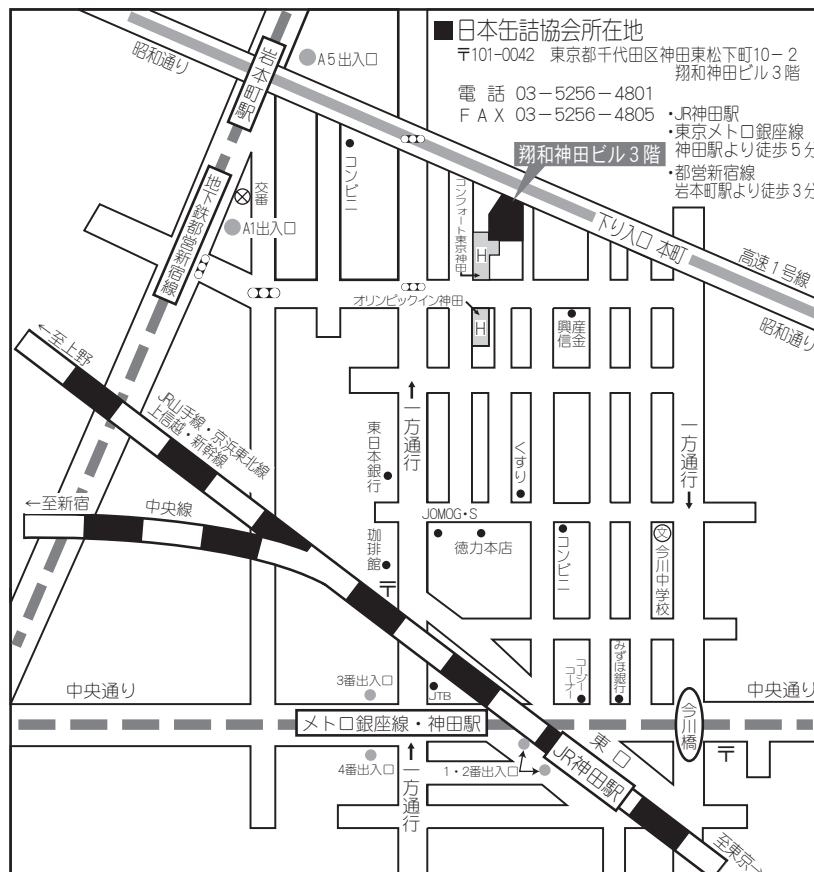 ■日本缶詰協会所在地
〒101-0042 東京都千代田区神田東松下町10-2
翔和神田ビル3階
電話 03-5256-4801
FAX 03-5256-4805
・JR神田駅
・東京メトロ銀座線
神田駅より徒歩5分
・都営新宿線
岩本町駅より徒歩3分
翔和神田ビル3階
昭和通り
岩本町駅
A5出入口
コンビニ
交番
A1出入口
地下鉄都営新宿線
コンフォート東京神田
H
下り入口 本町
高速1号線
昭和通り
オリンピックイン神田
H
興産信金
←至上野
JR山手線・京浜東北線
上信越・新幹線
一方通行
東日本銀行
くすり
一方通行
←至新宿
中央線
JOMOG・S
徳力本店
珈琲館
〒
コンビニ
文
今川中学校
3番出入口
JTB
コージーコーナー
みずほ銀行
中央通り
中央通り
メトロ銀座線・神田駅
今川橋
4番出入口
一方通行
1・2番出入口
東口
JR神田駅
〒
至東京→